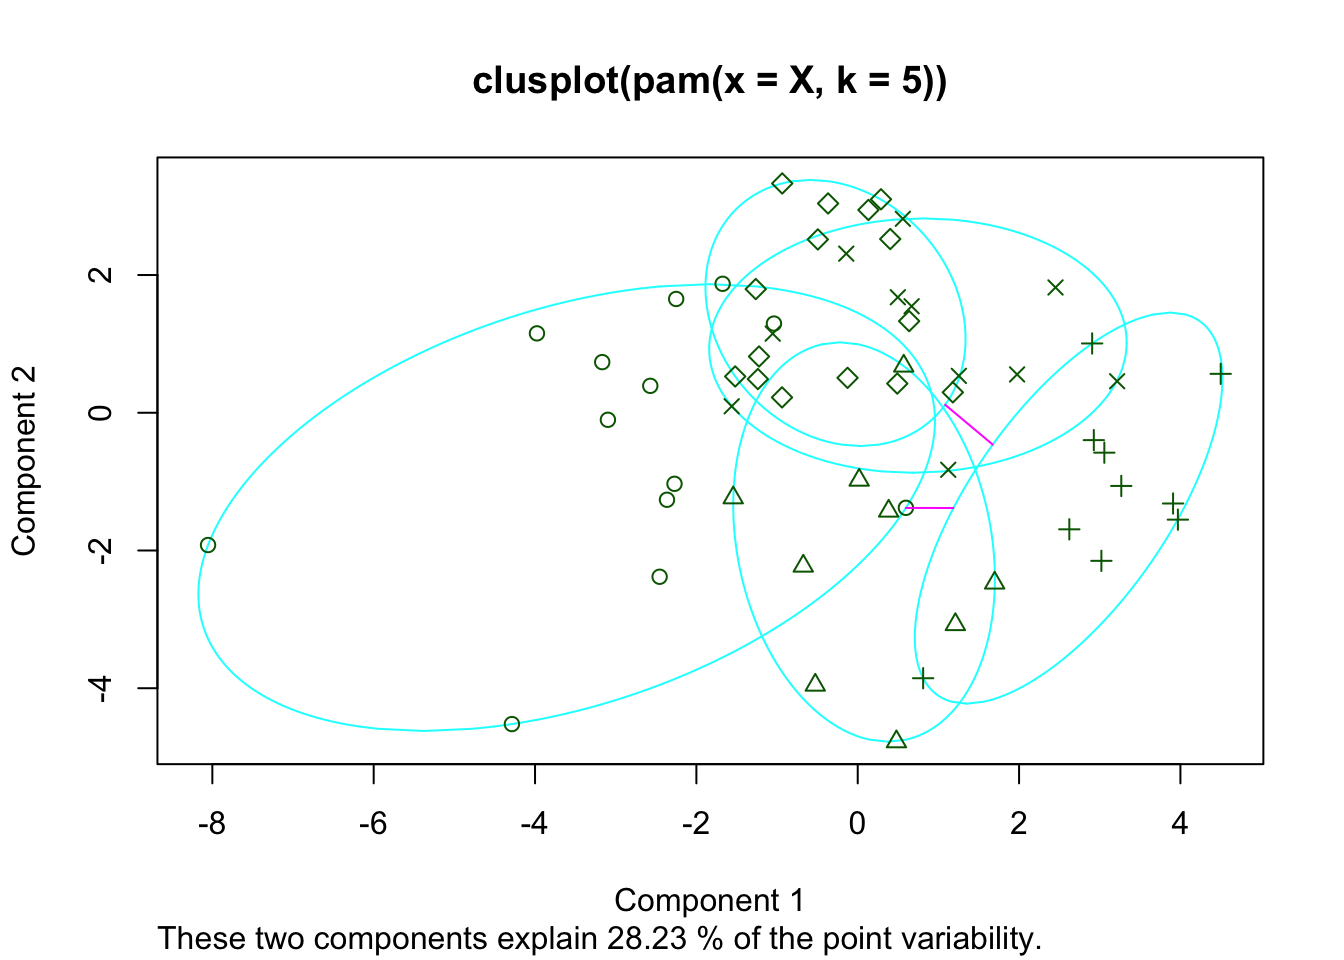 clusplot(pam(x = X, k = 5))
Component 2
2
0
-2
-4
-8 -6 -4 -2 0 2 4
Component 1
These two components explain 28.23 % of the point variability.